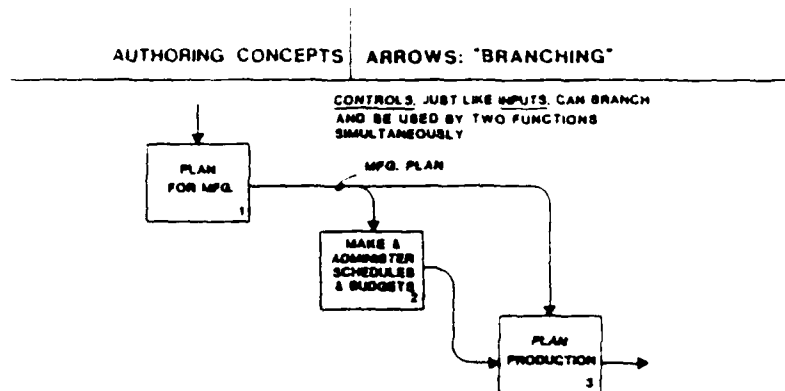 AUTHORING CONCEPTS
ARROWS: "BRANCHING"
CONTROLS, JUST LIKE INPUTS, CAN BRANCH
AND BE USED BY TWO FUNCTIONS
SIMULTANEOUSLY
PLAN
FOR MFG.
1
MFG. PLAN
MAKE &
ADMINISTER
SCHEDULES
& BUDGETS
2
PLAN
PRODUCTION
3